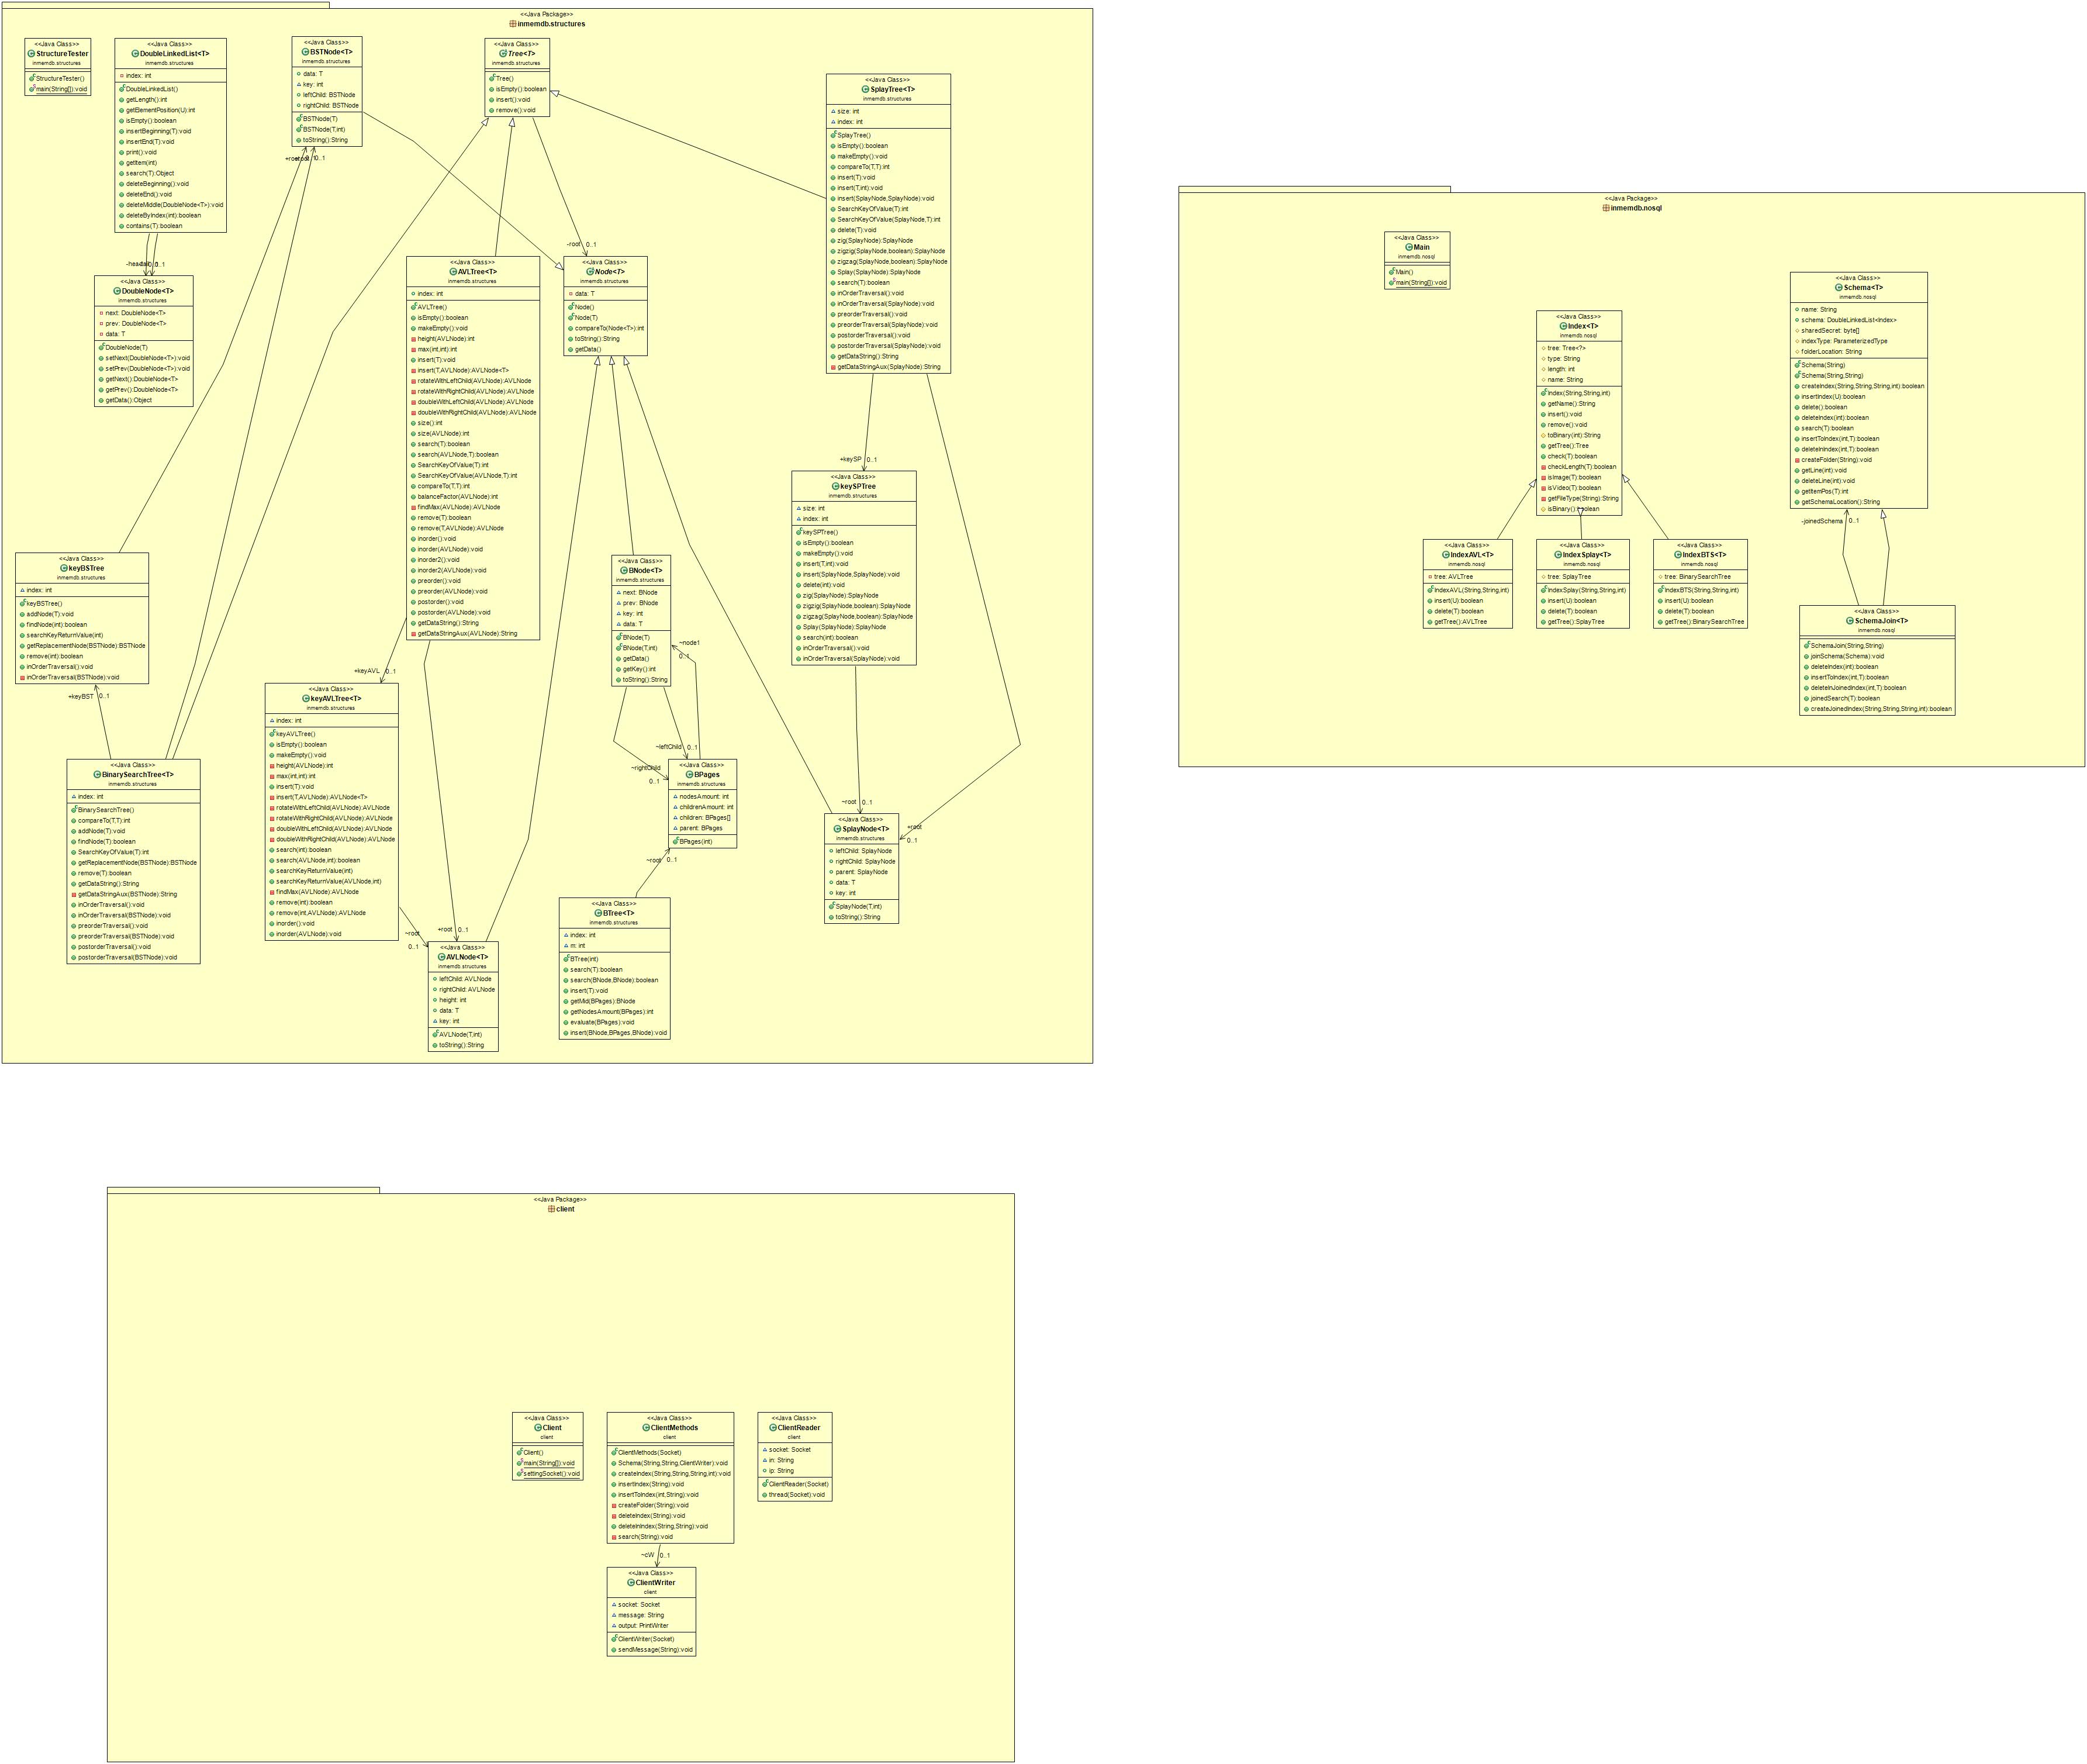 <<Java Package>>
inmemdb.structures
<<Java Class>>
StructureTester
inmemdb.structures
StructureTester()
main(String[]):void
<<Java Class>>
DoubleLinkedList<T>
inmemdb.structures
index: int
DoubleLinkedList()
getLength():int
getElementPosition(U):int
isEmpty():boolean
insertBeginning(T):void
insertEnd(T):void
print():void
getItem(int)
search(T):Object
deleteBeginning():void
deleteEnd():void
deleteMiddle(DoubleNode<T>):void
deleteByIndex(int):boolean
contains(T):boolean
0..1
<<Java Class>>
DoubleNode<T>
inmemdb.structures
next: DoubleNode<T>
prev: DoubleNode<T>
data: T
DoubleNode(T)
setNext(DoubleNode<T>):void
setPrev(DoubleNode<T>):void
getNext():DoubleNode<T>
getPrev():DoubleNode<T>
getData():Object
<<Java Class>>
BSTNode<T>
inmemdb.structures
data: T
key: int
leftChild: BSTNode
rightChild: BSTNode
BSTNode(T)
BSTNode(T,int)
toString():String
0..1
<<Java Class>>
Tree<T>
inmemdb.structures
Tree()
isEmpty():boolean
insert():void
remove():void
-root
0..1
<<Java Class>>
Node<T>
inmemdb.structures
data: T
Node()
Node(T)
compareTo(Node<T>):int
toString():String
getData()
<<Java Class>>
SplayTree<T>
inmemdb.structures
size: int
index: int
SplayTree()
isEmpty():boolean
makeEmpty():void
compareTo(T,T):int
insert(T):void
insert(T,int):void
insert(SplayNode,SplayNode):void
SearchKeyOfValue(T):int
SearchKeyOfValue(SplayNode,T):int
delete(T):void
zig(SplayNode):SplayNode
zigzig(SplayNode,boolean):SplayNode
zigzag(SplayNode,boolean):SplayNode
Splay(SplayNode):SplayNode
search(T):boolean
inOrderTraversal():void
inOrderTraversal(SplayNode):void
preorderTraversal():void
preorderTraversal(SplayNode):void
postorderTraversal():void
postorderTraversal(SplayNode):void
getDataString():String
getDataStringAux(SplayNode):String
+keySP
0..1
<<Java Class>>
AVLTree<T>
inmemdb.structures
index: int
AVLTree()
isEmpty():boolean
makeEmpty():void
height(AVLNode):int
max(int,int):int
insert(T):void
insert(T,AVLNode):AVLNode<T>
rotateWithLeftChild(AVLNode):AVLNode
rotateWithRightChild(AVLNode):AVLNode
doubleWithLeftChild(AVLNode):AVLNode
doubleWithRightChild(AVLNode):AVLNode
size():int
size(AVLNode):int
search(T):boolean
search(AVLNode,T):boolean
SearchKeyOfValue(T):int
SearchKeyOfValue(AVLNode,T):int
compareTo(T,T):int
balanceFactor(AVLNode):int
findMax(AVLNode):AVLNode
remove(T):boolean
remove(T,AVLNode):AVLNode
inorder():void
inorder(AVLNode):void
inorder2():void
inorder2(AVLNode):void
preorder():void
preorder(AVLNode):void
postorder():void
postorder(AVLNode):void
getDataString():String
getDataStringAux(AVLNode):String
+keyAVL
0..1
<<Java Class>>
keySPTree
inmemdb.structures
size: int
index: int
keySPTree()
isEmpty():boolean
makeEmpty():void
insert(T,int):void
insert(SplayNode,SplayNode):void
delete(int):void
zig(SplayNode):SplayNode
zigzig(SplayNode,boolean):SplayNode
zigzag(SplayNode,boolean):SplayNode
Splay(SplayNode):SplayNode
search(int):boolean
inOrderTraversal():void
inOrderTraversal(SplayNode):void
~root
0..1
+root
0..1
<<Java Class>>
keyBSTree
inmemdb.structures
index: int
keyBSTree()
addNode(T):void
findNode(int):boolean
searchKeyReturnValue(int)
getReplacementNode(BSTNode):BSTNode
remove(int):boolean
inOrderTraversal():void
inOrderTraversal(BSTNode):void
+keyBST
0..1
<<Java Class>>
BNode<T>
inmemdb.structures
next: BNode
prev: BNode
key: int
data: T
BNode(T)
BNode(T,int)
getData()
getKey():int
toString():String
~node1
0..1
~leftChild
0..1
~rightChild
0..1
<<Java Class>>
keyAVLTree<T>
inmemdb.structures
index: int
keyAVLTree()
isEmpty():boolean
makeEmpty():void
height(AVLNode):int
max(int,int):int
insert(T):void
insert(T,AVLNode):AVLNode<T>
rotateWithLeftChild(AVLNode):AVLNode
rotateWithRightChild(AVLNode):AVLNode
doubleWithLeftChild(AVLNode):AVLNode
doubleWithRightChild(AVLNode):AVLNode
search(int):boolean
search(AVLNode,int):boolean
searchKeyReturnValue(int)
searchKeyReturnValue(AVLNode,int)
findMax(AVLNode):AVLNode
remove(int):boolean
remove(int,AVLNode):AVLNode
inorder():void
inorder(AVLNode):void
~root
0..1
+root
0..1
<<Java Class>>
BinarySearchTree<T>
inmemdb.structures
index: int
BinarySearchTree()
compareTo(T,T):int
addNode(T):void
findNode(T):boolean
SearchKeyOfValue(T):int
getReplacementNode(BSTNode):BSTNode
remove(T):boolean
getDataString():String
getDataStringAux(BSTNode):String
inOrderTraversal():void
inOrderTraversal(BSTNode):void
preorderTraversal():void
preorderTraversal(BSTNode):void
postorderTraversal():void
postorderTraversal(BSTNode):void
<<Java Class>>
BPages
inmemdb.structures
nodesAmount: int
childrenAmount: int
children: BPages[]
parent: BPages
BPages(int)
~root
0..1
<<Java Class>>
SplayNode<T>
inmemdb.structures
leftChild: SplayNode
rightChild: SplayNode
parent: SplayNode
data: T
key: int
SplayNode(T,int)
toString():String
<<Java Class>>
BTree<T>
inmemdb.structures
index: int
m: int
BTree(int)
search(T):boolean
search(BNode,BNode):boolean
insert(T):void
getMid(BPages):BNode
getNodesAmount(BPages):int
evaluate(BPages):void
insert(BNode,BPages,BNode):void
<<Java Class>>
AVLNode<T>
inmemdb.structures
leftChild: AVLNode
rightChild: AVLNode
height: int
data: T
key: int
AVLNode(T,int)
toString():String
<<Java Package>>
inmemdb.nosql
<<Java Class>>
Main
inmemdb.nosql
Main()
main(String[]):void
<<Java Class>>
Index<T>
inmemdb.nosql
tree: Tree<?>
type: String
length: int
name: String
Index(String,String,int)
getName():String
insert():void
remove():void
toBinary(int):String
getTree():Tree
check(T):boolean
checkLength(T):boolean
isImage(T):boolean
isVideo(T):boolean
getFileType(String):String
isBinary():boolean
<<Java Class>>
Schema<T>
inmemdb.nosql
name: String
schema: DoubleLinkedList<Index>
sharedSecret: byte[]
indexType: ParameterizedType
folderLocation: String
Schema(String)
Schema(String,String)
createIndex(String,String,String,int):boolean
insertIndex(U):boolean
delete():boolean
deleteIndex(int):boolean
search(T):boolean
insertToIndex(int,T):boolean
deleteInIndex(int,T):boolean
createFolder(String):void
getLine(int):void
deleteLine(int):void
getItemPos(T):int
getSchemaLocation():String
-joinedSchema
0..1
<<Java Class>>
IndexAVL<T>
inmemdb.nosql
tree: AVLTree
IndexAVL(String,String,int)
insert(U):boolean
delete(T):boolean
getTree():AVLTree
<<Java Class>>
IndexSplay<T>
inmemdb.nosql
tree: SplayTree
IndexSplay(String,String,int)
insert(U):boolean
delete(T):boolean
getTree():SplayTree
<<Java Class>>
IndexBTS<T>
inmemdb.nosql
tree: BinarySearchTree
IndexBTS(String,String,int)
insert(U):boolean
delete(T):boolean
getTree():BinarySearchTree
<<Java Class>>
SchemaJoin<T>
inmemdb.nosql
SchemaJoin(String,String)
joinSchema(Schema):void
deleteIndex(int):boolean
insertToIndex(int,T):boolean
deleteInJoinedIndex(int,T):boolean
joinedSearch(T):boolean
createJoinedIndex(String,String,String,int):boolean
<<Java Package>>
client
<<Java Class>>
Client
client
Client()
main(String[]):void
settingSocket():void
<<Java Class>>
ClientMethods
client
ClientMethods(Socket)
Schema(String,String,ClientWriter):void
createIndex(String,String,String,int):void
insertIndex(String):void
insertToIndex(int,String):void
createFolder(String):void
deleteIndex(String):void
deleteInIndex(String,String):void
search(String):void
~cW
0..1
<<Java Class>>
ClientReader
client
socket: Socket
in: String
ip: String
ClientReader(Socket)
thread(Socket):void
<<Java Class>>
ClientWriter
client
socket: Socket
message: String
output: PrintWriter
ClientWriter(Socket)
sendMessage(String):void